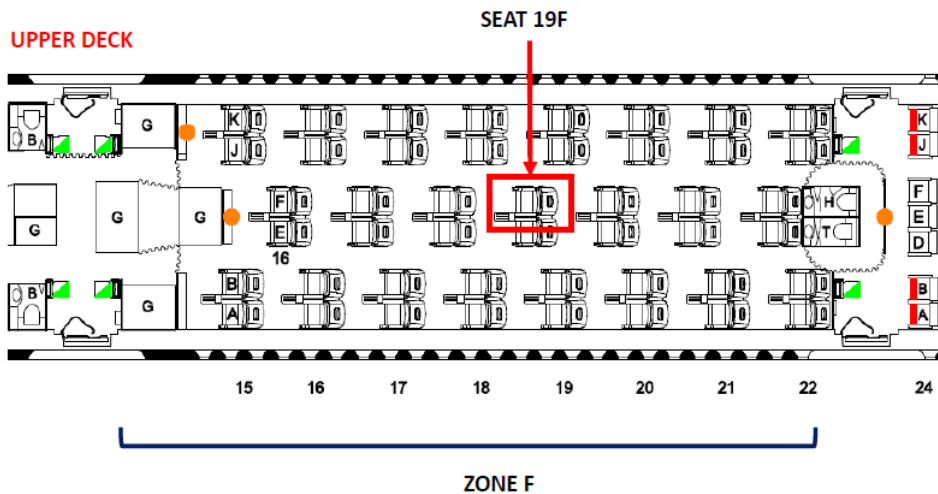 SEAT 19F
UPPER DECK
G K
B J
G G G F
E
16
H
T
K
J
F
E
D
B G B
A
B
A
15 16 17 18 19 20 21 22 24
ZONE F